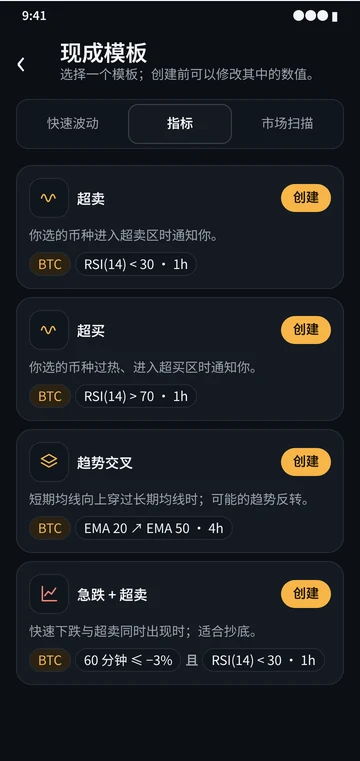 9:41
现成模板
选择一个模板；创建前可以修改其中的数值。
快速波动 指标 市场扫描
超卖 创建
你选的币种进入超卖区时通知你。
BTC RSI(14) < 30 · 1h
超买 创建
你选的币种过热、进入超买区时通知你。
BTC RSI(14) > 70 · 1h
趋势交叉 创建
短期均线向上穿过长期均线时；可能的趋势反转。
BTC EMA 20 ↗ EMA 50 · 4h
急跌 + 超卖 创建
快速下跌与超卖同时出现时；适合抄底。
BTC 60 分钟 ≤ −3% 且 RSI(14) < 30 · 1h